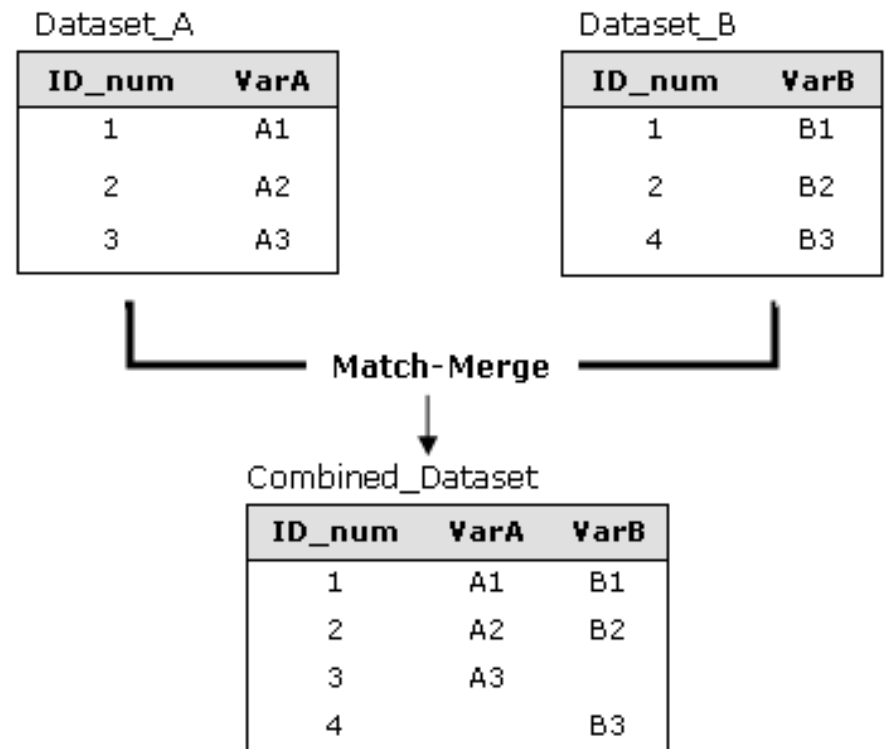 Dataset_A
ID_num VarA
1 A1
2 A2
3 A3
Dataset_B
ID_num VarB
1 B1
2 B2
4 B3
Match-Merge
Combined_Dataset
ID_num VarA VarB
1 A1 B1
2 A2 B2
3 A3
4 B3